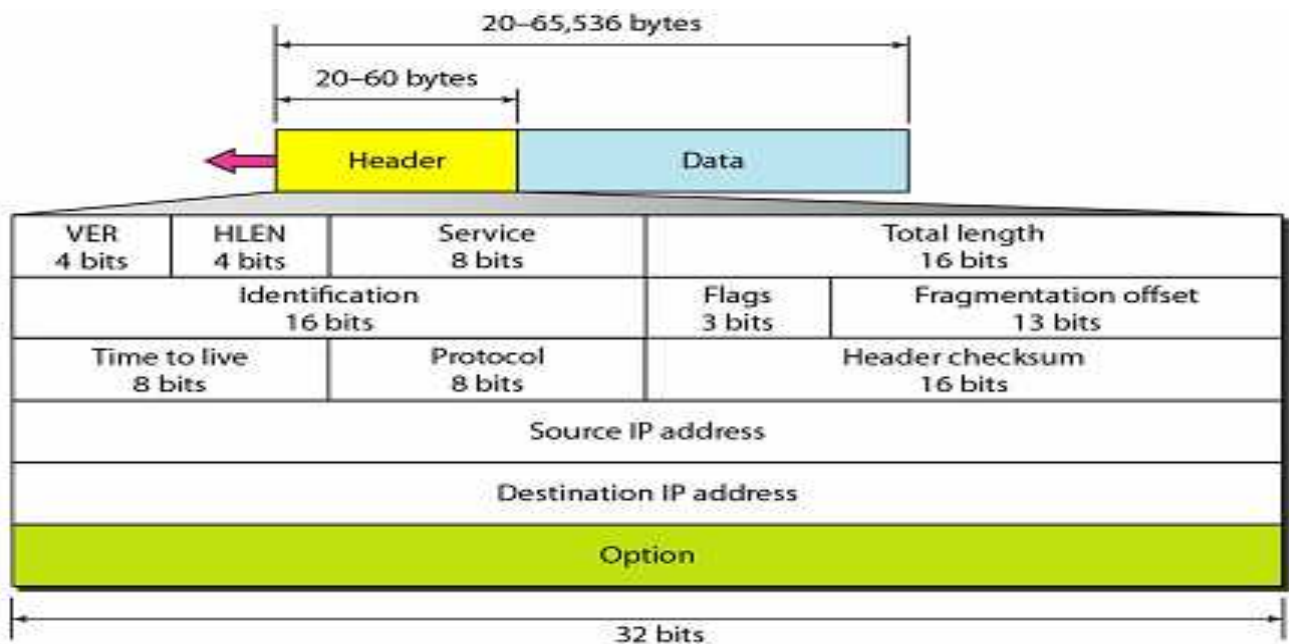 20–65,536 bytes
20–60 bytes
Header
Data
VER
4 bits
HLEN
4 bits
Service
8 bits
Total length
16 bits
Identification
16 bits
Flags
3 bits
Fragmentation offset
13 bits
Time to live
8 bits
Protocol
8 bits
Header checksum
16 bits
Source IP address
Destination IP address
Option
32 bits